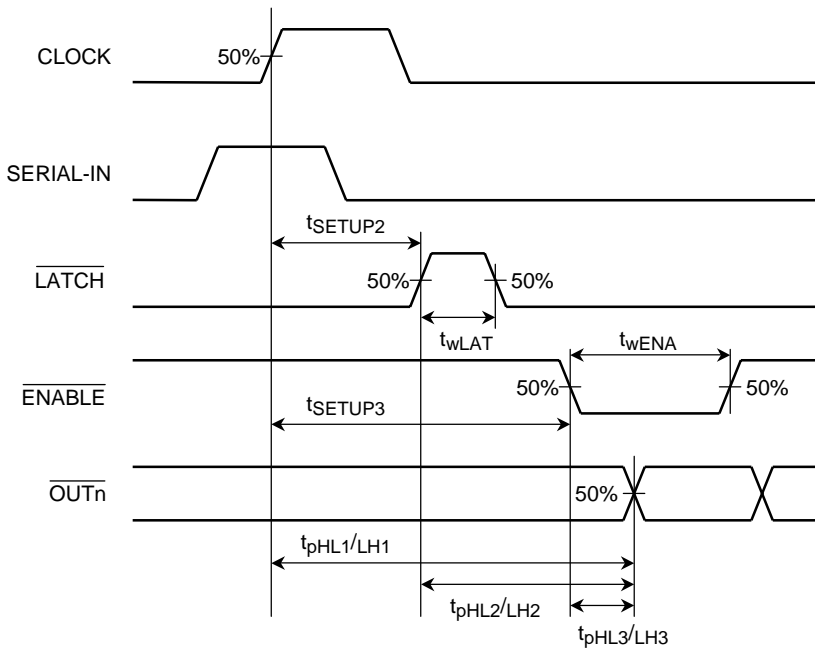 CLOCK
50%
SERIAL-IN
tSETUP2
LATCH
50%
50%
twLAT
twENA
ENABLE
50%
50%
tSETUP3
OUTn
50%
tpHL1/LH1
tpHL2/LH2
tpHL3/LH3